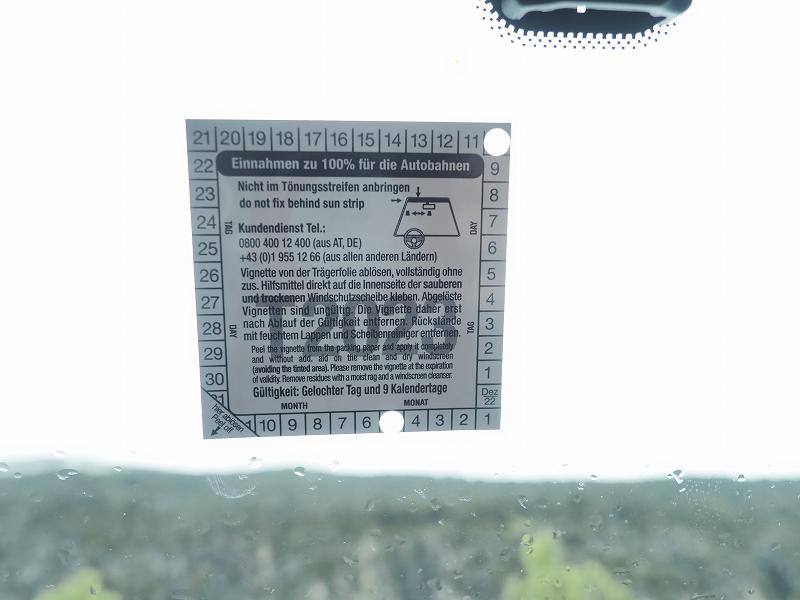 21 20 19 18 17 16 15 14 13 12 11
22 Einnahmen zu 100% für die Autobahnen 9
23 Nicht im Tönungsstreifen anbringen 8
do not fix behind sun strip
24 TAG Kundendienst Tel.: DAY 7
25 0800 400 12 400 (aus AT, DE) 6
+43 (0)1 955 12 66 (aus allen anderen Ländern)
26 Vignette von der Trägerfolie ablösen, vollständig ohne 5
zus. Hilfsmittel direkt auf die Innenseite der sauberen
27 und trockenen Windschutzscheibe kleben. Abgelöste 4
Vignetten sind ungültig. Die Vignette daher erst
28 DAY nach Ablauf der Gültigkeit entfernen. Rückstände TAG 3
mit feuchtem Lappen und Scheibenreiniger entfernen.
T2023
29 Peel the vignette from the packing paper and apply it completely 2
and without add. aid on the clean and dry windscreen
(avoiding the tinted area). Please remove the vignette at the expiration
30 of validity. Remove residues with a moist rag and a windscreen cleanser. 1
31 Gültigkeit: Gelochter Tag und 9 Kalendertage Dez 22
MONTH MONAT
hier ablösen
Peel off
10 9 8 7 6 4 3 2 1